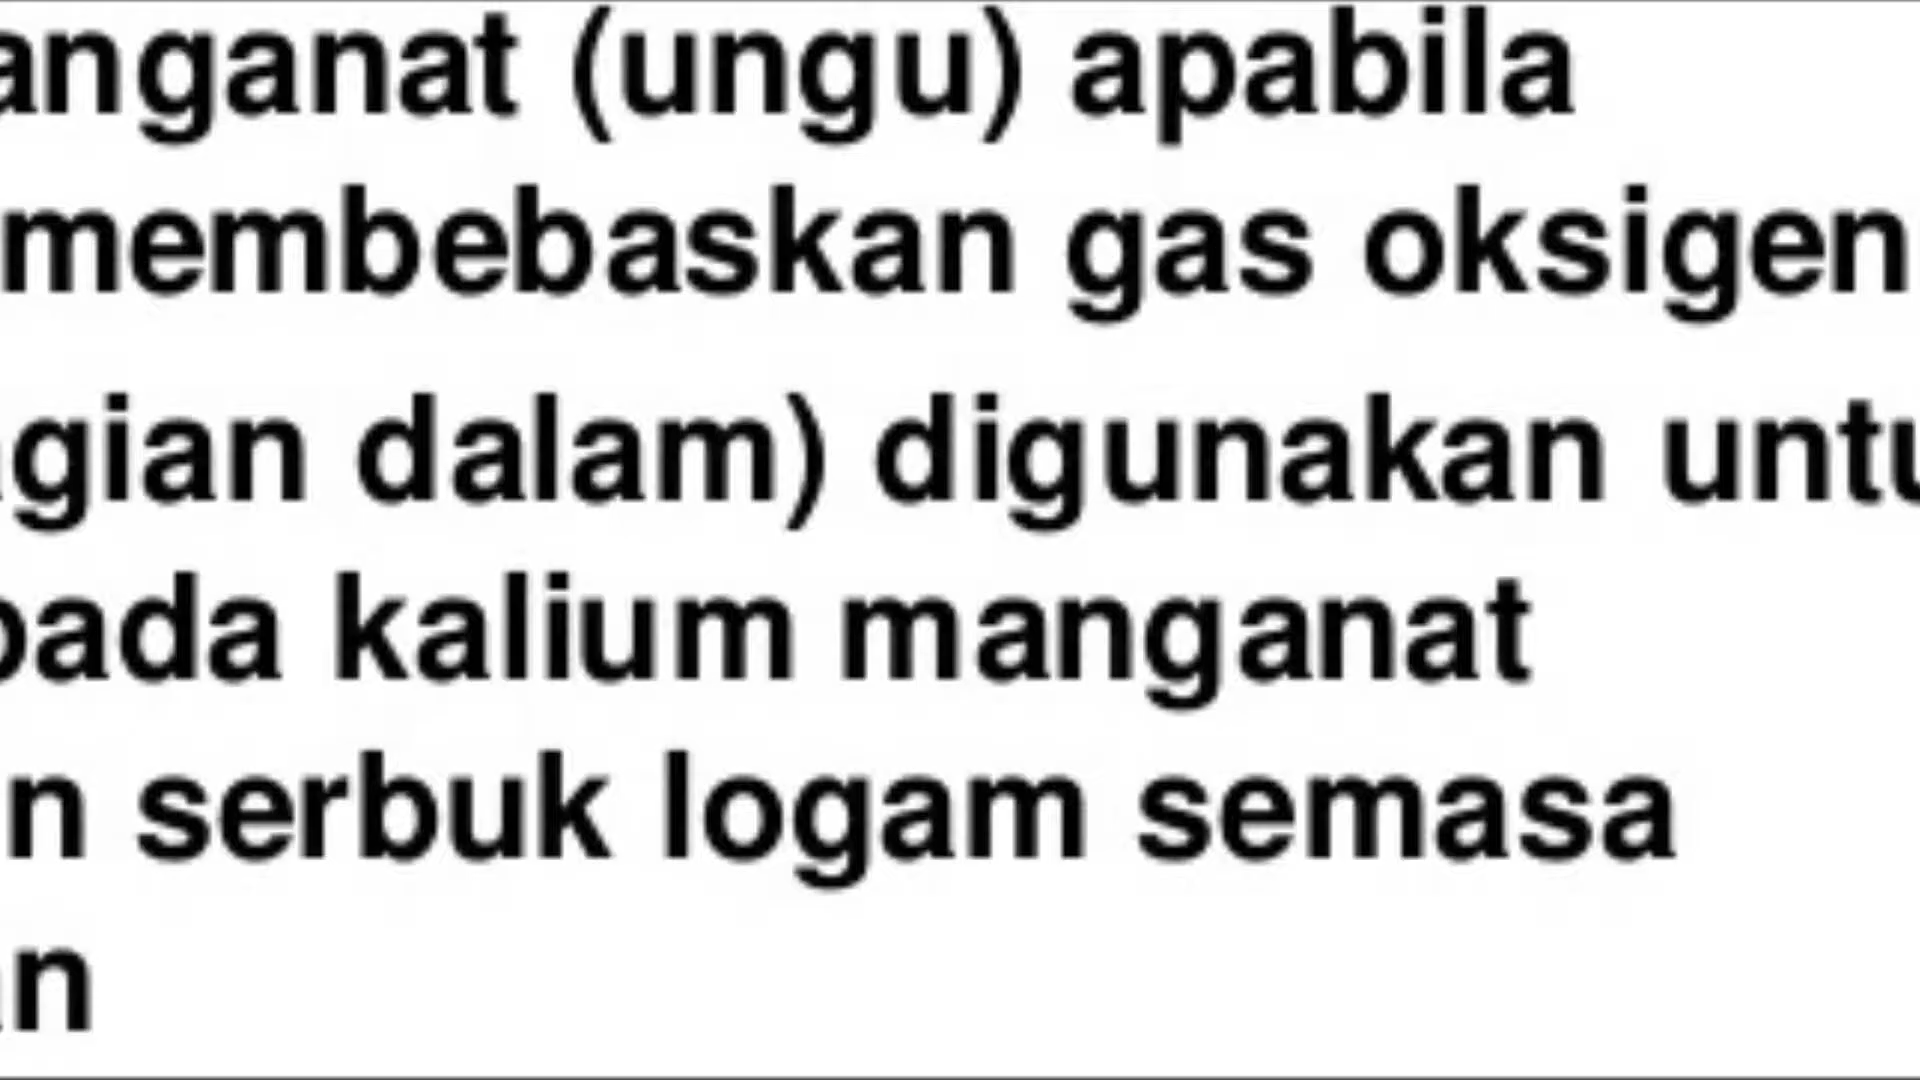 anganat (ungu) apabila
membebaskan gas oksigen
gian dalam) digunakan untu
pada kalium manganat
n serbuk logam semasa
n